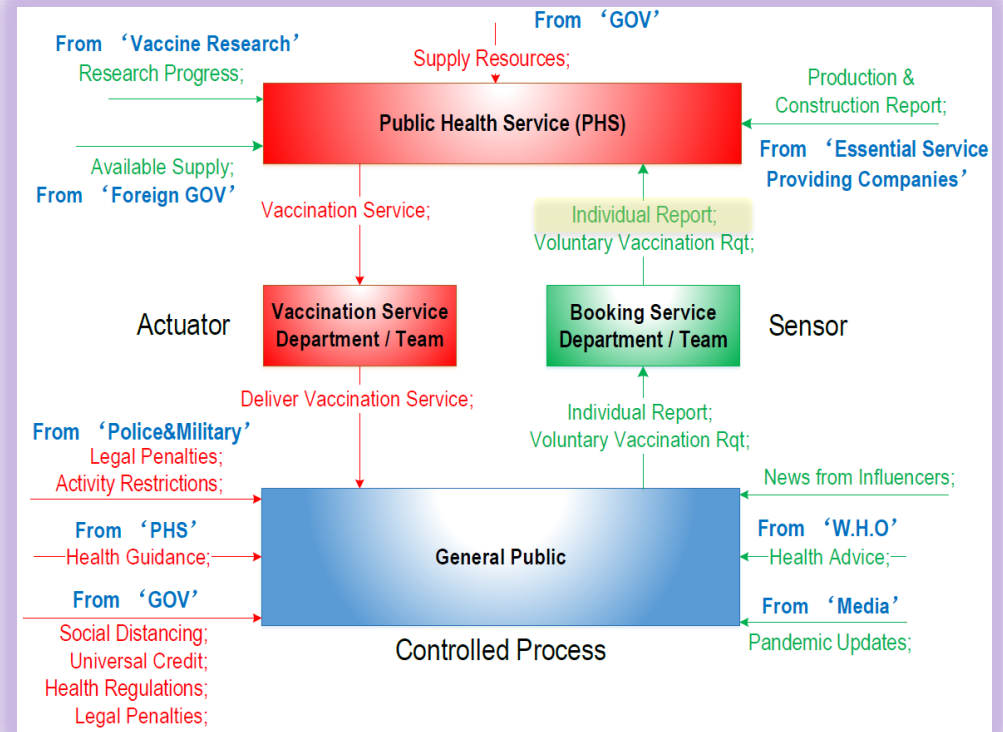 From ‘GOV’
Supply Resources;
From ‘Vaccine Research’
Research Progress;
Public Health Service (PHS)
Production &
Construction Report;
From ‘Essential Service
Providing Companies’
Available Supply;
From ‘Foreign GOV’
Vaccination Service;
Individual Report;
Voluntary Vaccination Rqt;
Actuator
Vaccination Service
Department / Team
Booking Service
Department / Team
Sensor
Deliver Vaccination Service;
Individual Report;
Voluntary Vaccination Rqt;
From ‘Police&Military’
Legal Penalties;
Activity Restrictions;
News from Influencers;
From ‘PHS’
Health Guidance;
General Public
From ‘W.H.O’
Health Advice;
From ‘GOV’
Social Distancing;
Universal Credit;
Health Regulations;
Legal Penalties;
From ‘Media’
Pandemic Updates;
Controlled Process